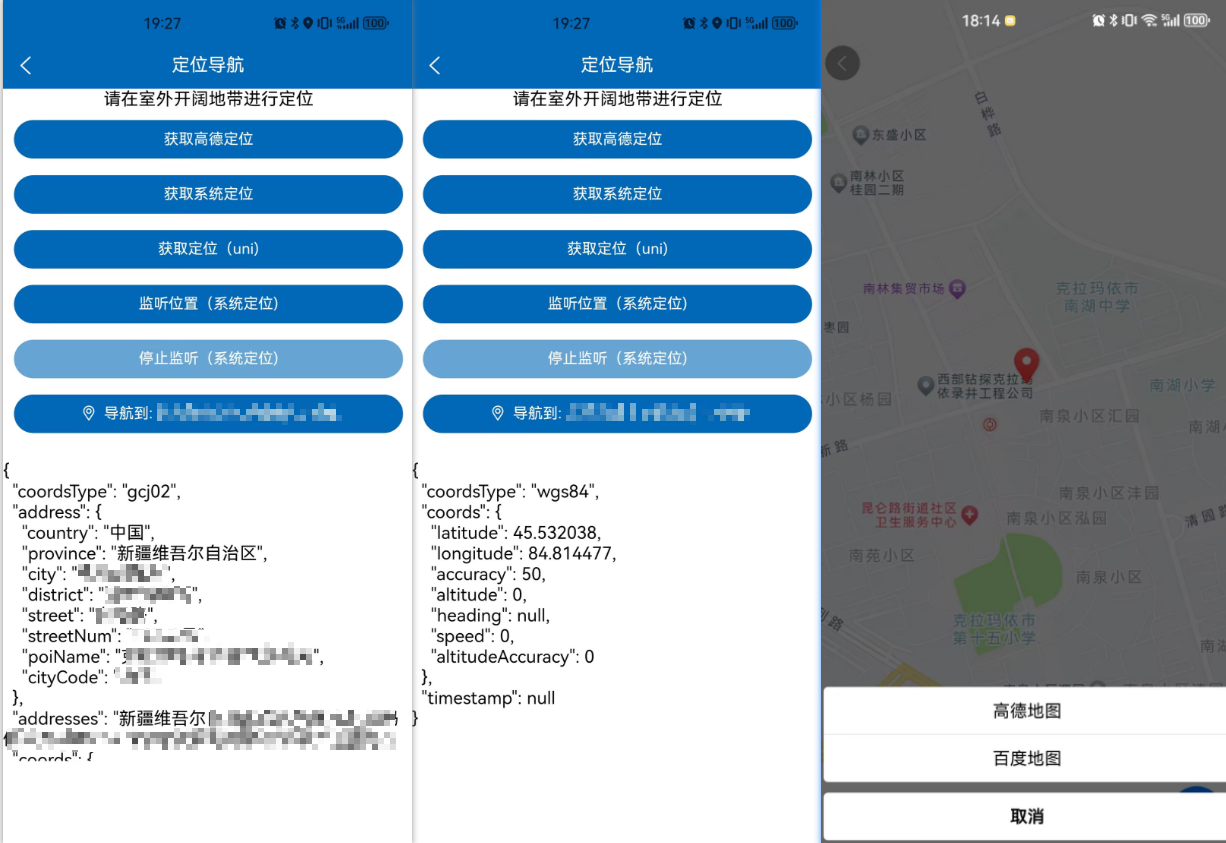 19:27
5G
100
定位导航
请在室外开阔地带进行定位
获取高德定位
获取系统定位
获取定位（uni）
监听位置（系统定位）
停止监听（系统定位）
导航到:
{
"coordsType": "gcj02",
"address": {
"country": "中国",
"province": "新疆维吾尔自治区",
"city": "
"district": "
"street": "
"streetNum": "
"poiName": "
"cityCode": "
},
"addresses": "新疆维吾尔
"coords": {
19:27
5G
100
定位导航
请在室外开阔地带进行定位
获取高德定位
获取系统定位
获取定位（uni）
监听位置（系统定位）
停止监听（系统定位）
导航到:
{
"coordsType": "wgs84",
"coords": {
"latitude": 45.532038,
"longitude": 84.814477,
"accuracy": 50,
"altitude": 0,
"heading": null,
"speed": 0,
"altitudeAccuracy": 0
},
"timestamp": null
}
18:14
5G
100
白桦路
东盛小区
南林小区
桂园二期
南林集贸市场
克拉玛依市
南湖中学
枣园
西部钻探克拉玛
依录井工程公司
南湖小学
小区杨园
南泉小区汇园
南湖
新路
南泉小区沣园
昆仑路街道社区
卫生服务中心
南泉小区泓园
清园路
南苑小区
南泉小区
克拉玛依市
第十五小学
路
南湖
高德地图
百度地图
取消